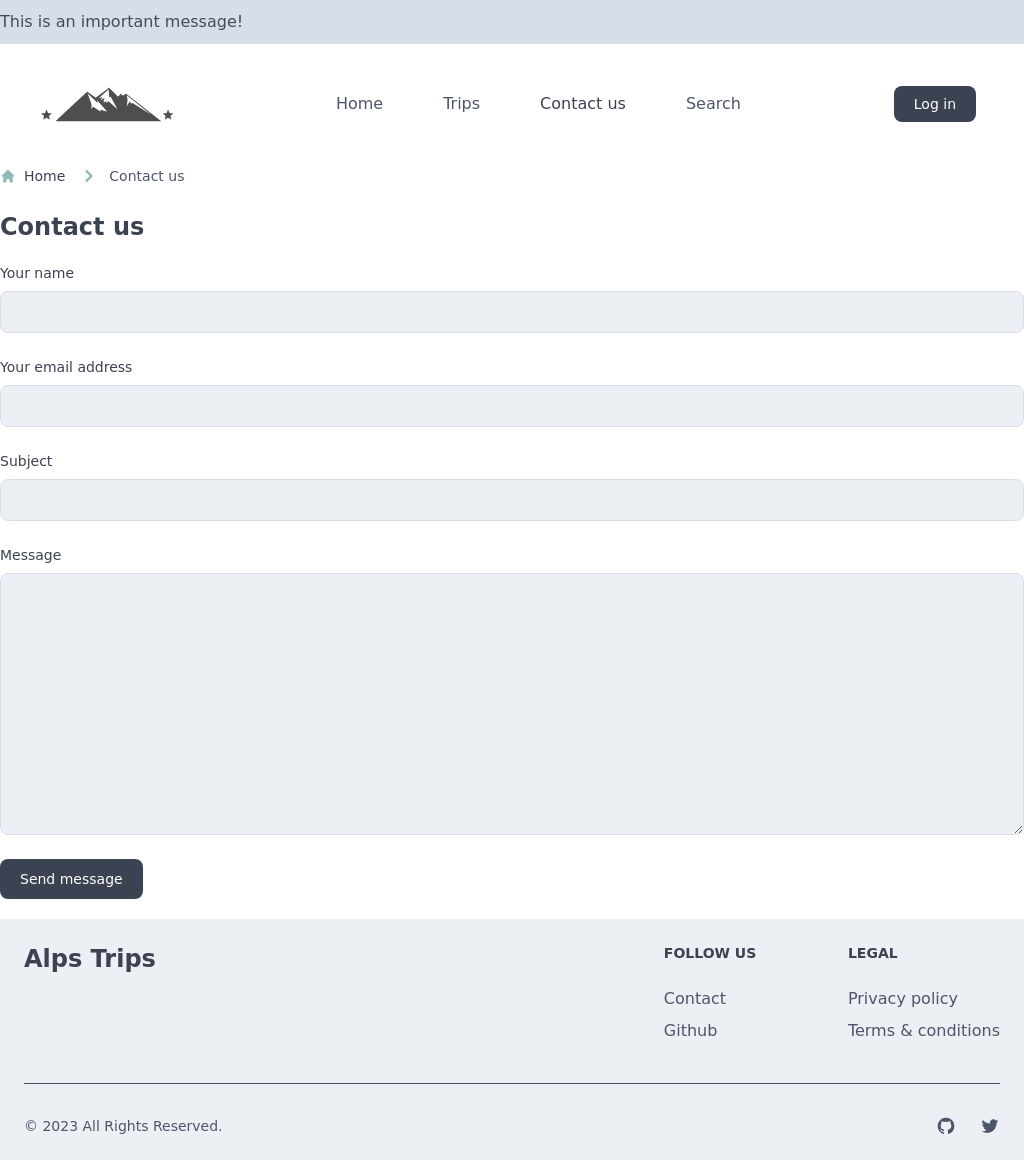 This is an important message!
Home
Trips
Contact us
Search
Log in
Home
Contact us
Contact us
Your name
Your email address
Subject
Message
Send message
Alps Trips
FOLLOW US
Contact
Github
LEGAL
Privacy policy
Terms & conditions
© 2023 All Rights Reserved.